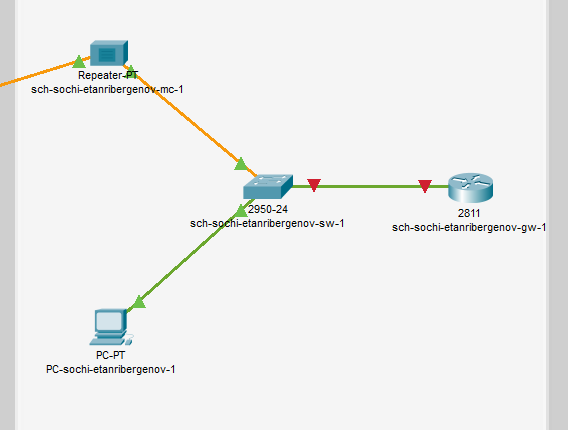 Repeater-PT
sch-sochi-etanribergenov-mc-1
2950-24
sch-sochi-etanribergenov-sw-1
2811
sch-sochi-etanribergenov-gw-1
PC-PT
PC-sochi-etanribergenov-1